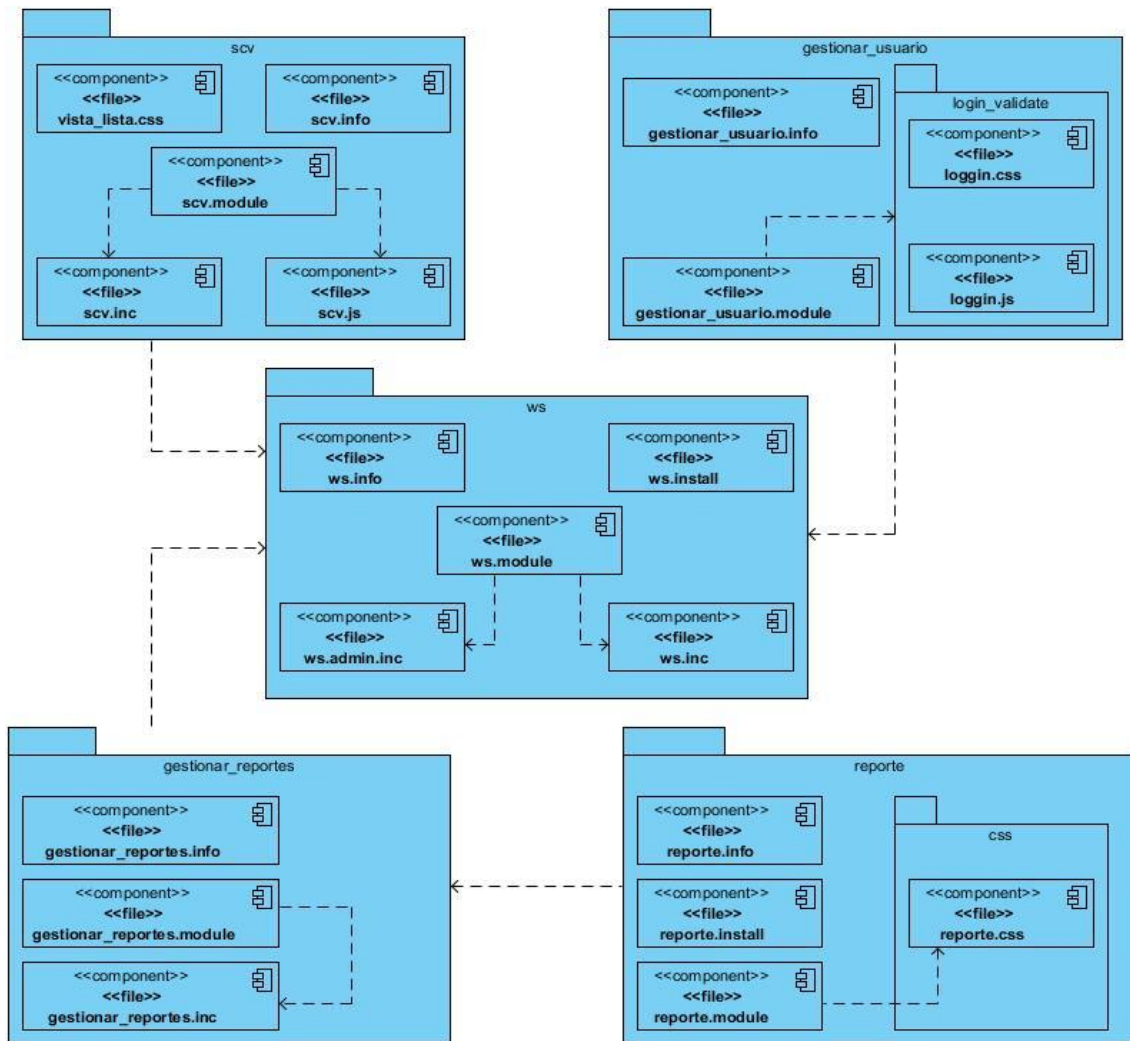 scv
<<component>>
<<file>>
vista_lista.css
<<component>>
<<file>>
scv.info
<<component>>
<<file>>
scv.module
<<component>>
<<file>>
scv.inc
<<component>>
<<file>>
scv.js
gestionar_usuario
<<component>>
<<file>>
gestionar_usuario.info
login_validate
<<component>>
<<file>>
loggin.css
<<component>>
<<file>>
gestionar_usuario.module
<<component>>
<<file>>
loggin.js
ws
<<component>>
<<file>>
ws.info
<<component>>
<<file>>
ws.install
<<component>>
<<file>>
ws.module
<<component>>
<<file>>
ws.admin.inc
<<component>>
<<file>>
ws.inc
gestionar_reportes
<<component>>
<<file>>
gestionar_reportes.info
<<component>>
<<file>>
gestionar_reportes.module
<<component>>
<<file>>
gestionar_reportes.inc
reporte
<<component>>
<<file>>
reporte.info
<<component>>
<<file>>
reporte.install
<<component>>
<<file>>
reporte.module
css
<<component>>
<<file>>
reporte.css